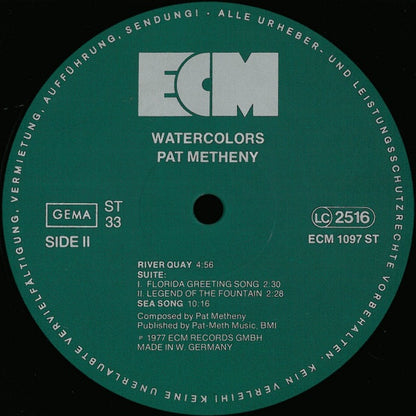 ALLE URHEBER- UND LEISTUNGSSCHUTZRECHTE VORBEHALTEN. KEIN VERLEIH! KEINE UNERLAUBTE VERVIELFÄLTIGUNG, VERMIETUNG, AUFFÜHRUNG, SENDUNG! ·
ECM
WATERCOLORS
PAT METHENY
GEMA
ST
33
LC 2516
SIDE II
ECM 1097 ST
RIVER QUAY 4:56
SUITE:
I. FLORIDA GREETING SONG 2:30
II. LEGEND OF THE FOUNTAIN 2:28
SEA SONG 10:16
Composed by Pat Metheny
Published by Pat-Meth Music, BMI
℗ 1977 ECM RECORDS GMBH
MADE IN W. GERMANY